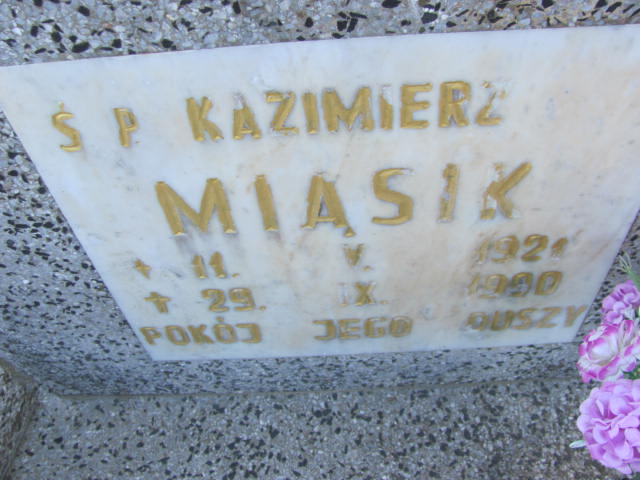 Ś P KAZIMIERZ
MIĄSIK
11. V. 1921
✝ 29. IX. 1990
POKÓJ JEGO DUSZY